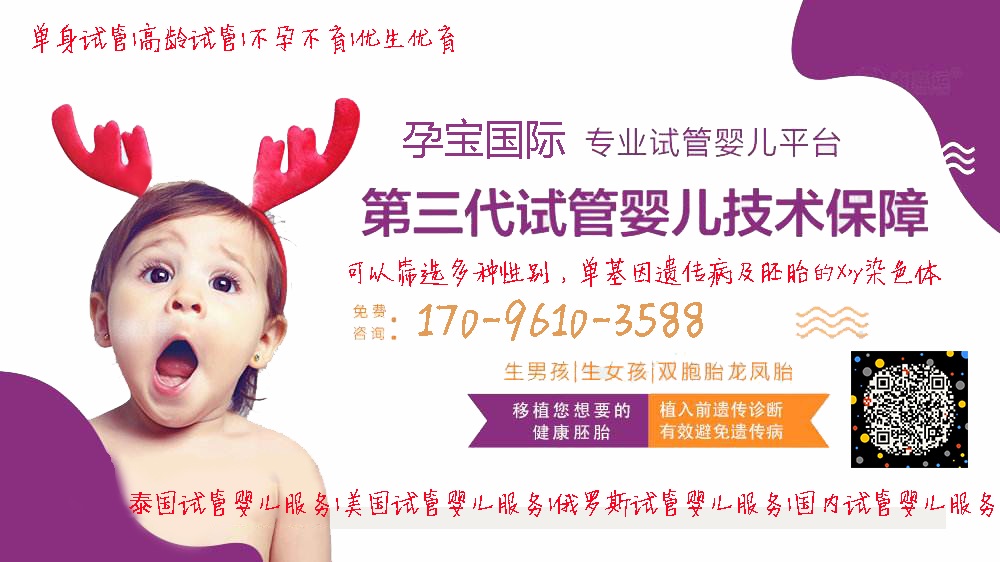 单身试管|高龄试管|不孕不育|优生优育
孕宝国际 专业试管婴儿平台
第三代试管婴儿技术保障
可以筛选多种性别，单基因遗传病及胚胎的X,y染色体
免费咨询：170-9610-3588
生男孩|生女孩|双胞胎龙凤胎
移植您想要的
健康胚胎
植入前遗传诊断
有效避免遗传病
泰国试管婴儿服务|美国试管婴儿服务|俄罗斯试管婴儿服务|国内试管婴儿服务